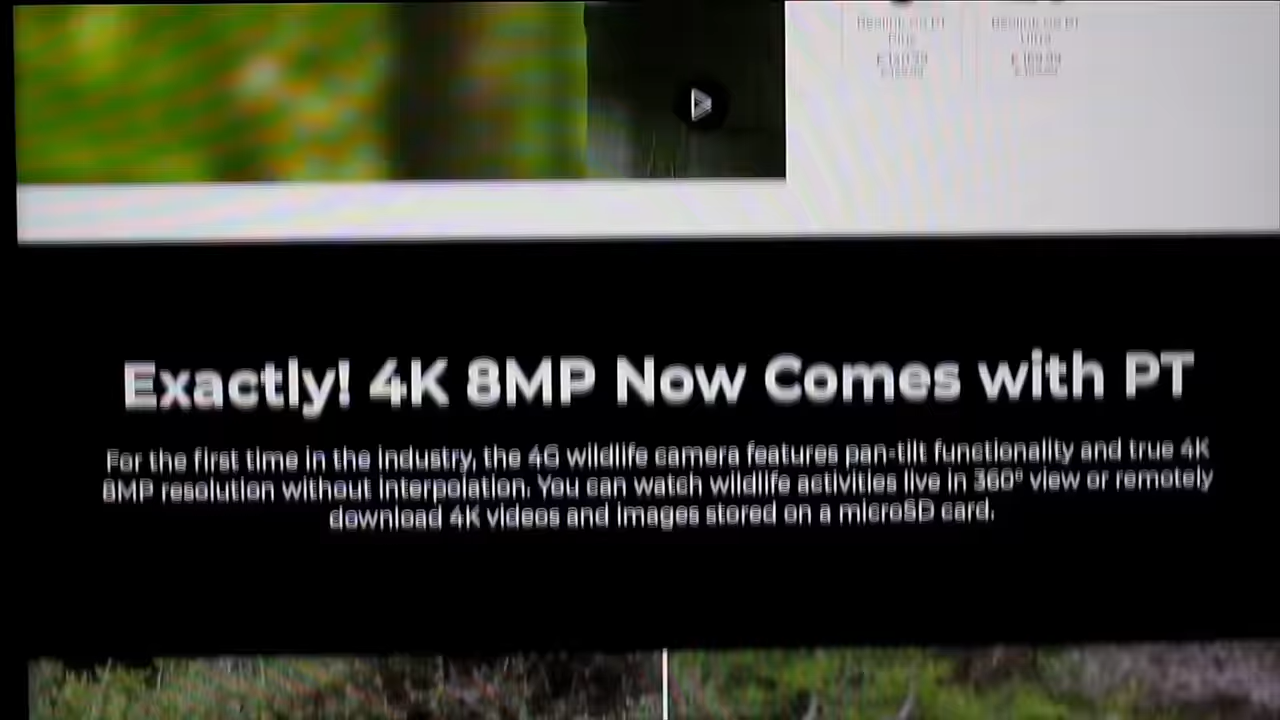 Plus
Ultra
Exactly! 4K 8MP Now Comes with PT
For the first time in the industry, the 4G wildlife camera features pan-tilt functionality and true 4K
8MP resolution without interpolation. You can watch wildlife activities live in 360° view or remotely
download 4K videos and images stored on a microSD card.